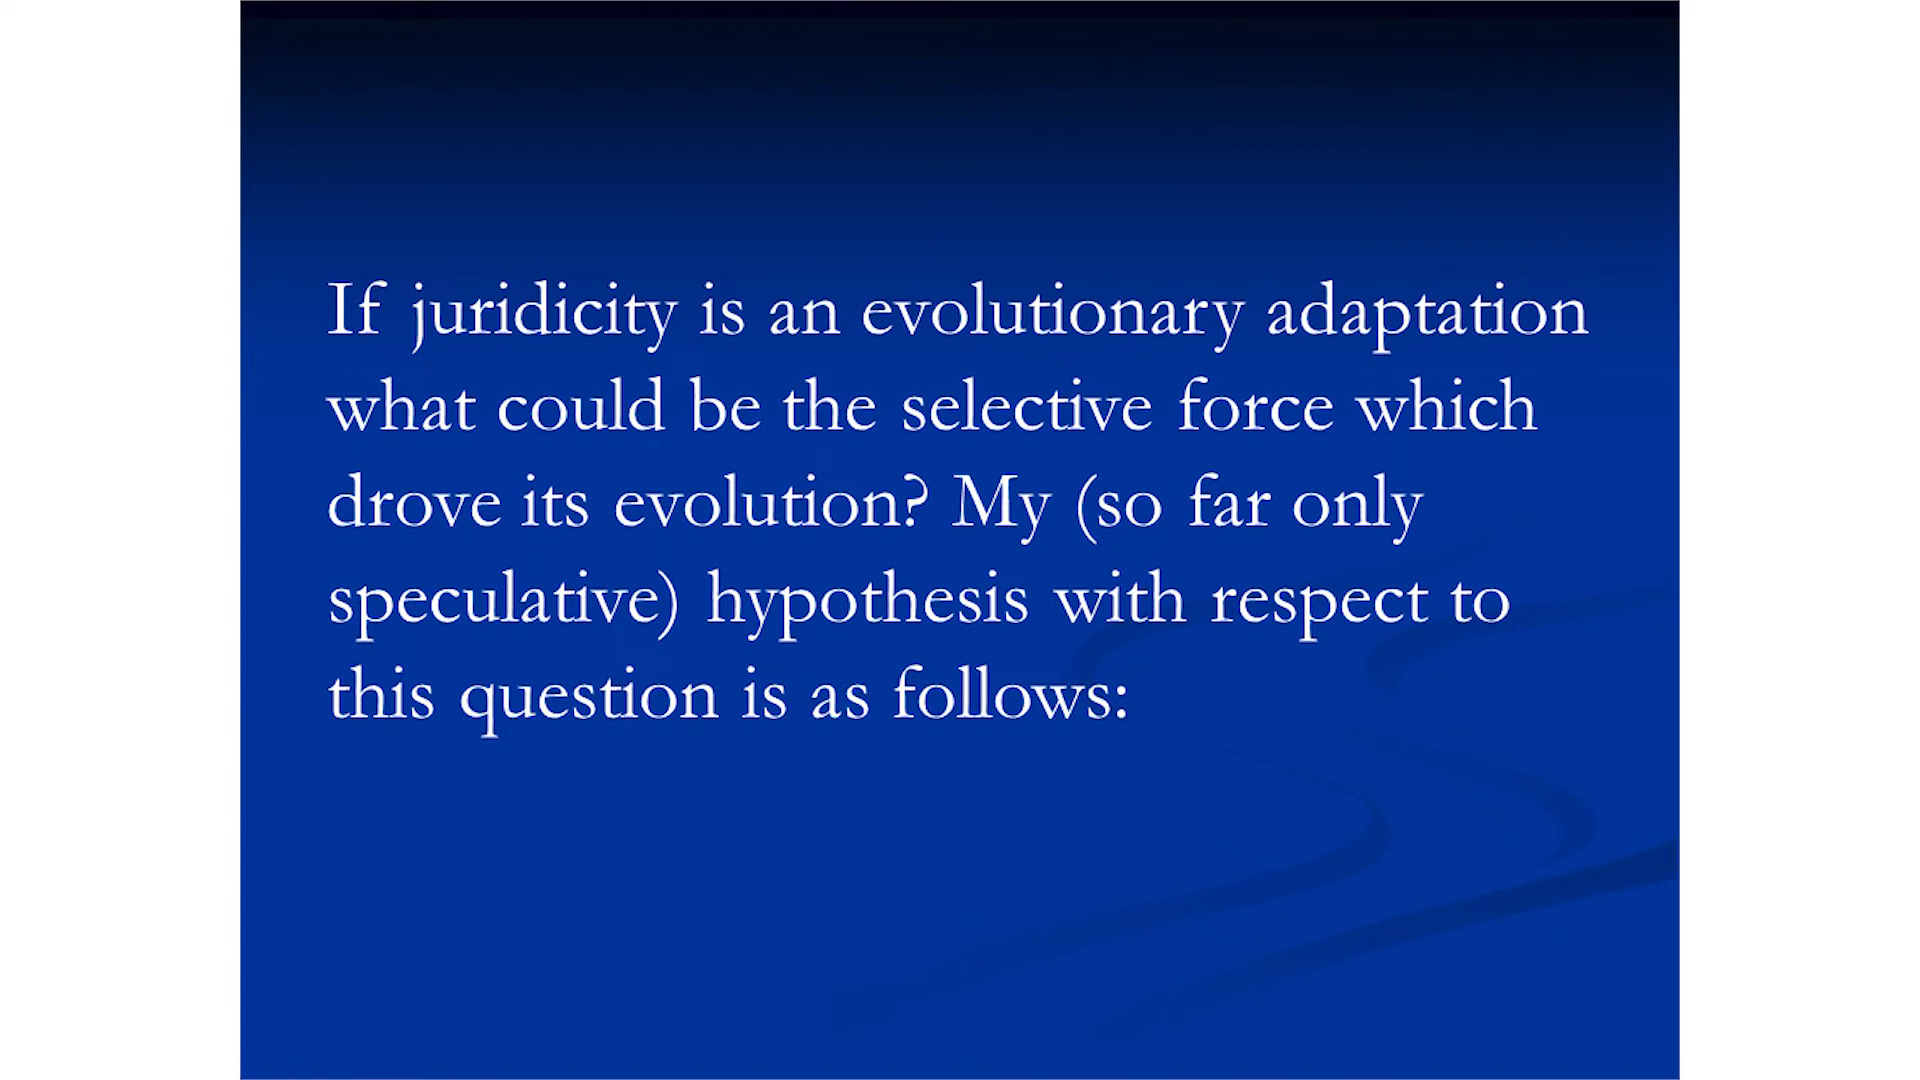 If juridicity is an evolutionary adaptation
what could be the selective force which
drove its evolution? My (so far only
speculative) hypothesis with respect to
this question is as follows: